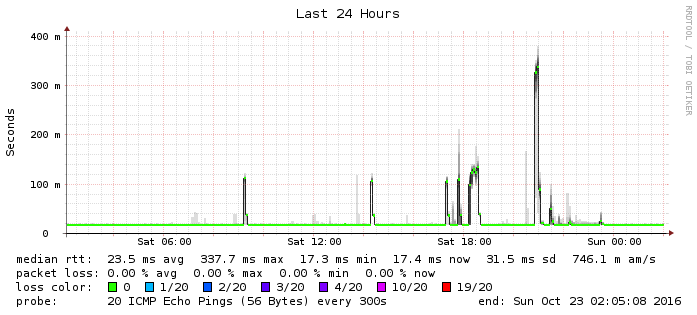 Last 24 Hours
RRDTOOL / TOBI OETIKER
400 m
300 m
200 m
100 m
0
Seconds
Sat 06:00 Sat 12:00 Sat 18:00 Sun 00:00
median rtt: 23.5 ms avg 337.7 ms max 17.3 ms min 17.4 ms now 31.5 ms sd 746.1 m am/s
packet loss: 0.00 % avg 0.00 % max 0.00 % min 0.00 % now
loss color: 0 1/20 2/20 3/20 4/20 10/20 19/20
probe: 20 ICMP Echo Pings (56 Bytes) every 300s end: Sun Oct 23 02:05:08 2016